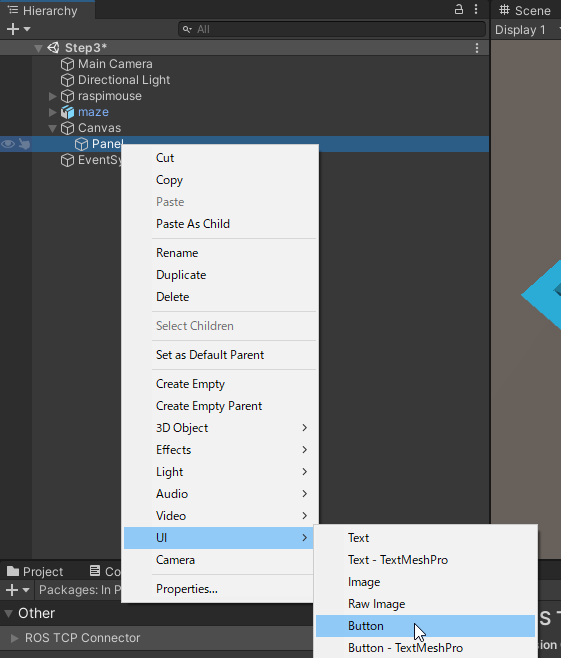 Hierarchy
Scene
All
Display 1
Step3*
Main Camera
Directional Light
raspimouse
maze
Canvas
Panel
EventSy
Cut
Copy
Paste
Paste As Child
Rename
Duplicate
Delete
Select Children
Set as Default Parent
Create Empty
Create Empty Parent
3D Object
Effects
Light
Audio
Video
UI
Camera
Properties...
Text
Text - TextMeshPro
Image
Raw Image
Button
Button - TextMeshPro
Project
Co
Packages: In P
Other
ROS TCP Connector
S T
sion